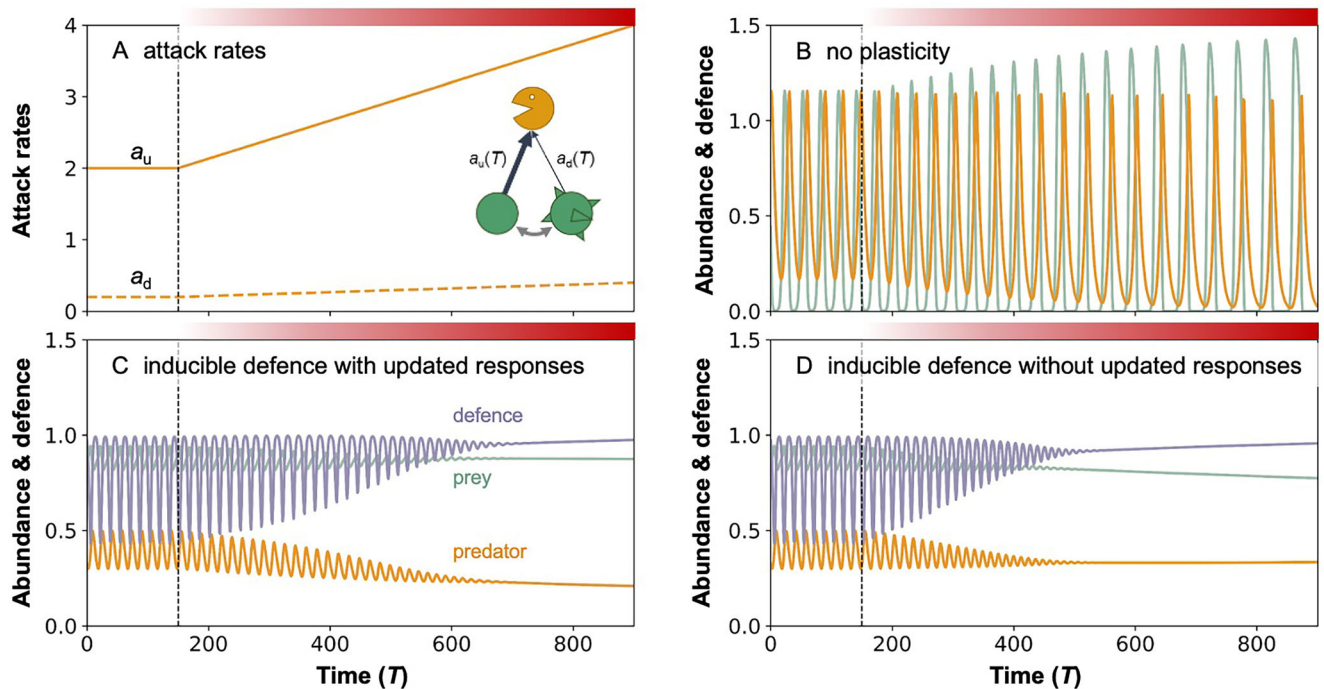 A attack rates
Attack rates
4
3
2
1
0
a_u
a_d
a_u(T)
a_d(T)
B no plasticity
Abundance & defence
1.5
1.0
0.5
0.0
C inducible defence with updated responses
Abundance & defence
1.5
1.0
0.5
0.0
defence
prey
predator
0 200 400 600 800
Time (T)
D inducible defence without updated responses
Abundance & defence
1.5
1.0
0.5
0.0
0 200 400 600 800
Time (T)